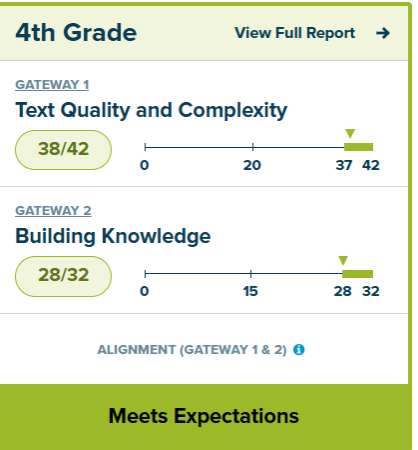 4th Grade View Full Report →
GATEWAY 1
Text Quality and Complexity
38/42
0 20 37 42
GATEWAY 2
Building Knowledge
28/32
0 15 28 32
ALIGNMENT (GATEWAY 1 & 2) i
Meets Expectations